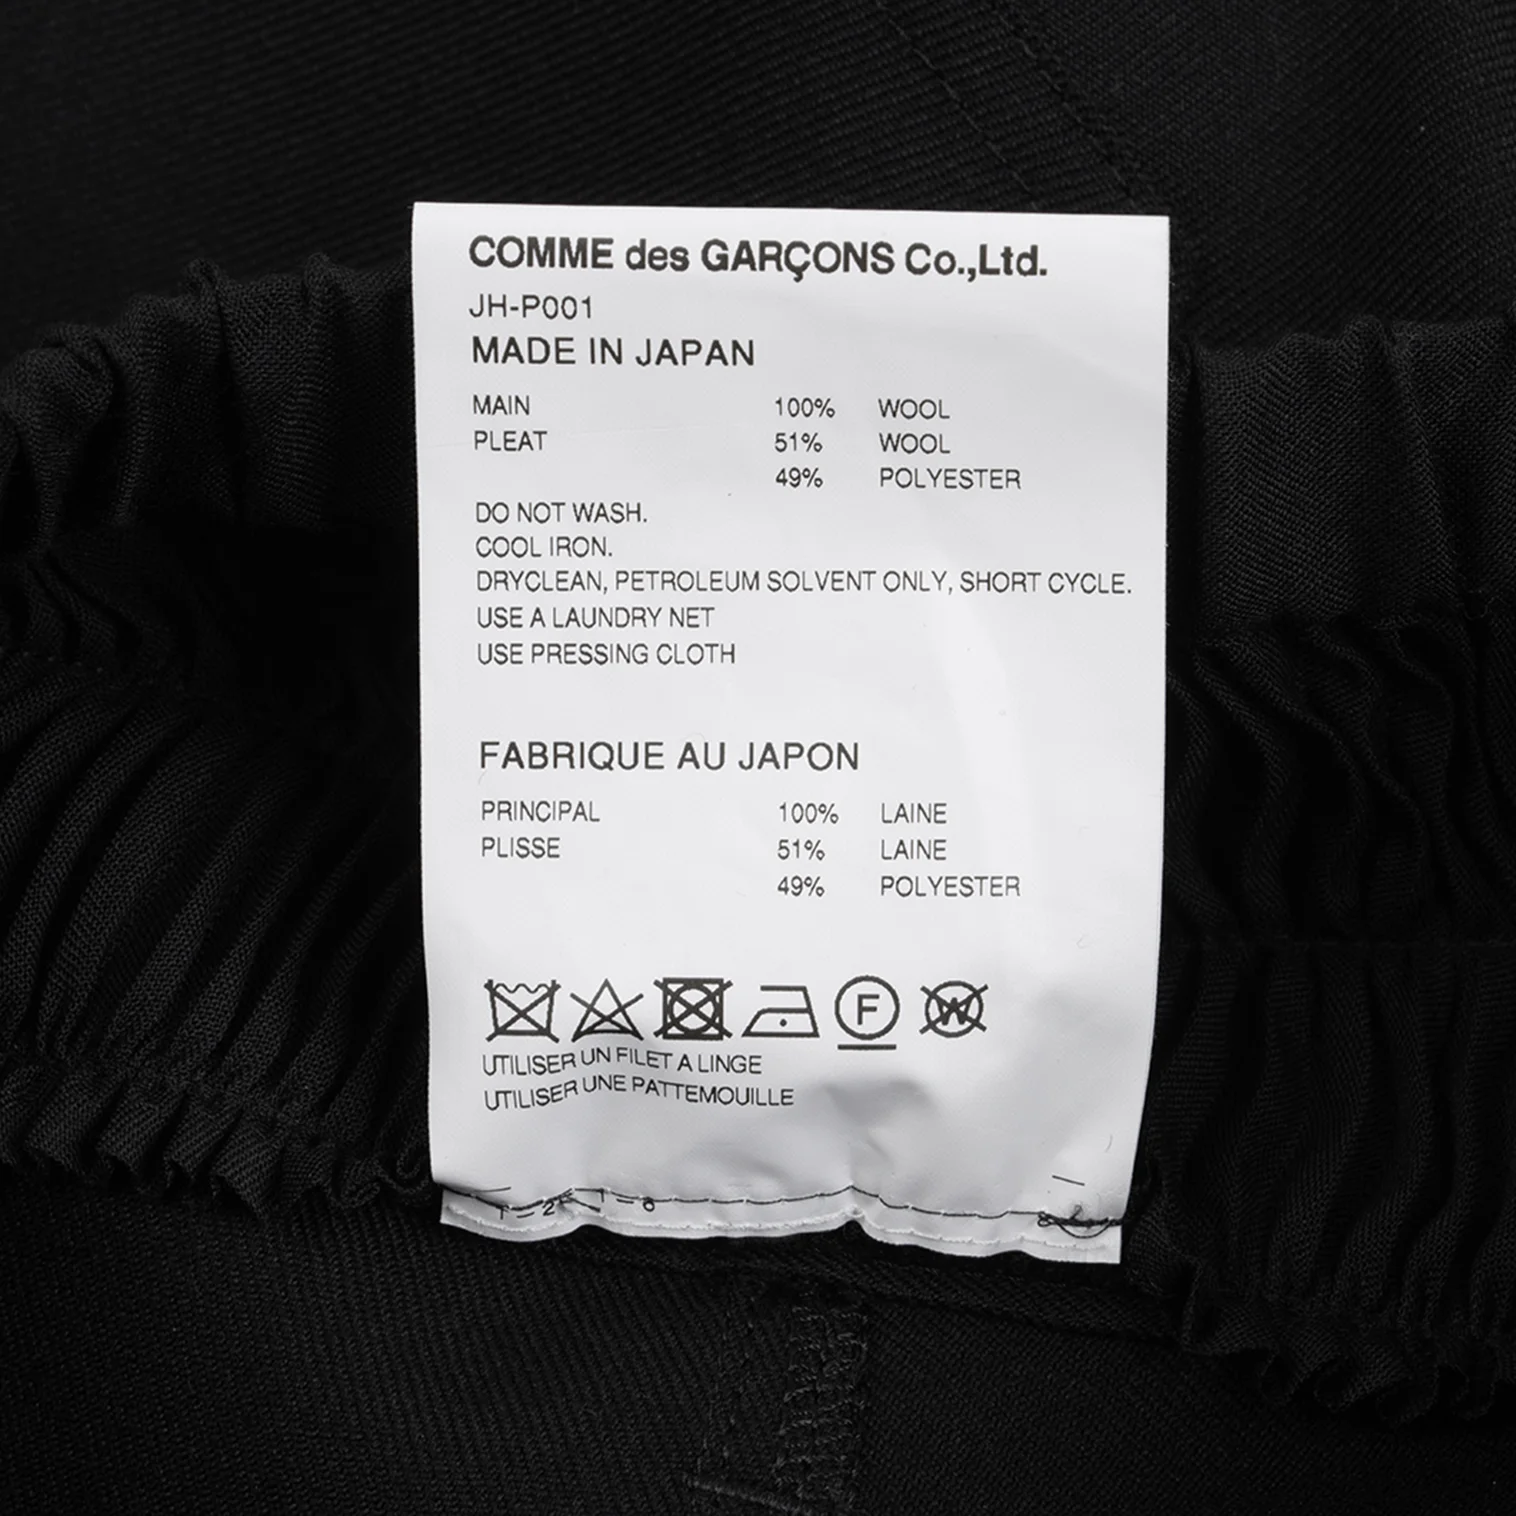 COMME des GARÇONS Co.,Ltd.
JH-P001
MADE IN JAPAN
MAIN 100% WOOL
PLEAT 51% WOOL
49% POLYESTER
DO NOT WASH.
COOL IRON.
DRYCLEAN, PETROLEUM SOLVENT ONLY, SHORT CYCLE.
USE A LAUNDRY NET
USE PRESSING CLOTH
FABRIQUE AU JAPON
PRINCIPAL 100% LAINE
PLISSE 51% LAINE
49% POLYESTER
F W
UTILISER UN FILET A LINGE
UTILISER UNE PATTEMOUILLE